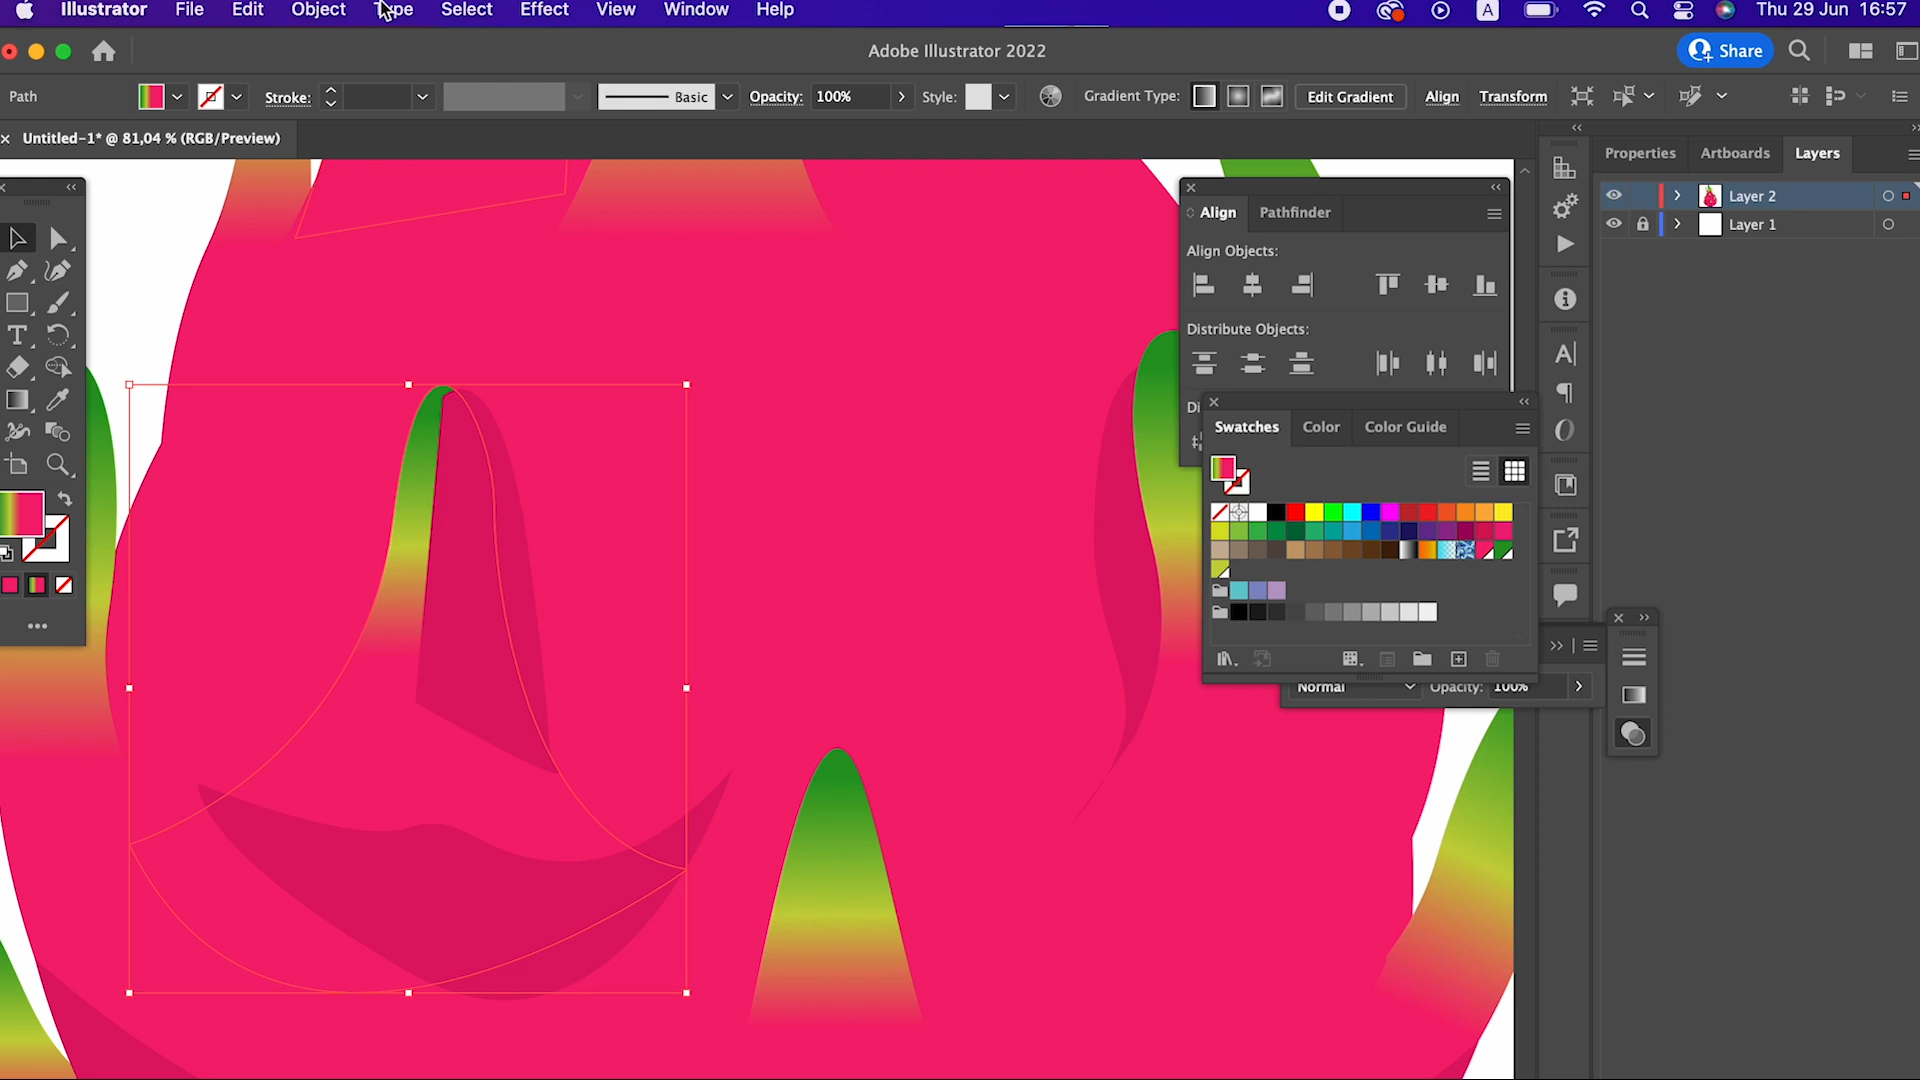 Illustrator File Edit Object Type Select Effect View Window Help A Thu 29 Jun 16:57
Adobe Illustrator 2022 Share
Path Stroke: Basic Opacity: 100% Style: Gradient Type: Edit Gradient Align Transform
Untitled-1* @ 81,04 % (RGB/Preview)
Properties Artboards Layers
Layer 2
Layer 1
Align Pathfinder
Align Objects:
Distribute Objects:
Di
Swatches Color Color Guide
Normal Opacity: 100%